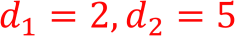 d₁ = 2, d₂ = 5